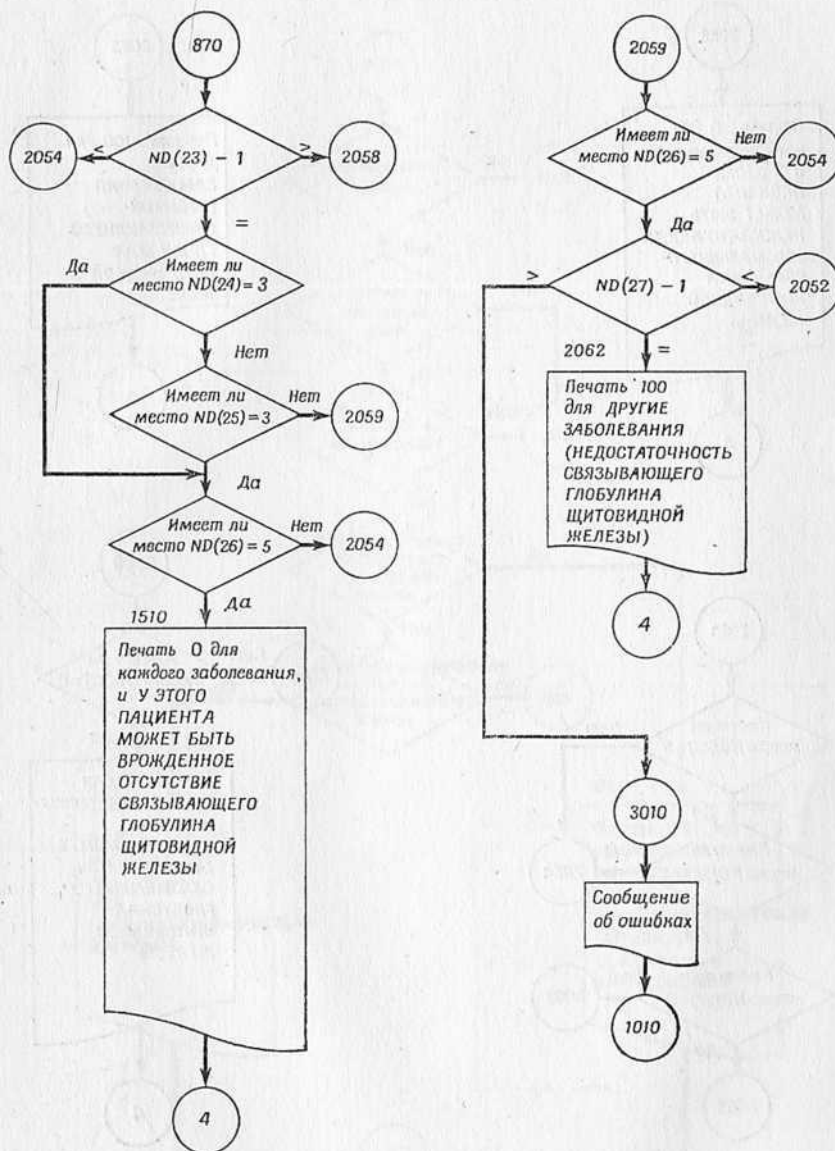 870
<
2054
ND(23) – 1
>
2058
=
Да
Имеет ли
место ND(24) = 3
Нет
Имеет ли
место ND(25) = 3
Нет
2059
Да
Имеет ли
место ND(26) = 5
Нет
2054
Да
1510
Печать 0 для
каждого заболевания,
и У ЭТОГО
ПАЦИЕНТА
МОЖЕТ БЫТЬ
ВРОЖДЕННОЕ
ОТСУТСТВИЕ
СВЯЗЫВАЮЩЕГО
ГЛОБУЛИНА
ЩИТОВИДНОЙ
ЖЕЛЕЗЫ
4
2059
Имеет ли
место ND(26) = 5
Нет
2054
Да
>
ND(27) – 1
<
2052
2062
=
Печать 100
для ДРУГИЕ
ЗАБОЛЕВАНИЯ
(НЕДОСТАТОЧНОСТЬ
СВЯЗЫВАЮЩЕГО
ГЛОБУЛИНА
ЩИТОВИДНОЙ
ЖЕЛЕЗЫ)
4
3010
Сообщение
об ошибках
1010